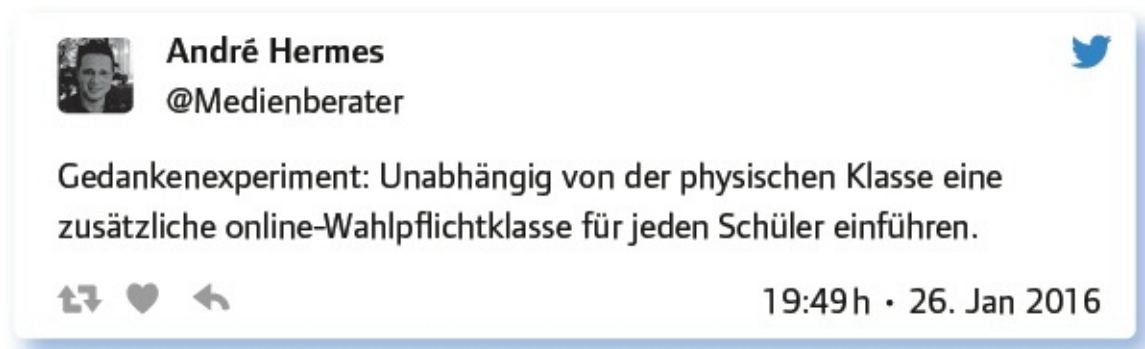 André Hermes
@Medienberater
Gedankenexperiment: Unabhängig von der physischen Klasse eine
zusätzliche online-Wahlpflichtklasse für jeden Schüler einführen.
19:49 h · 26. Jan 2016